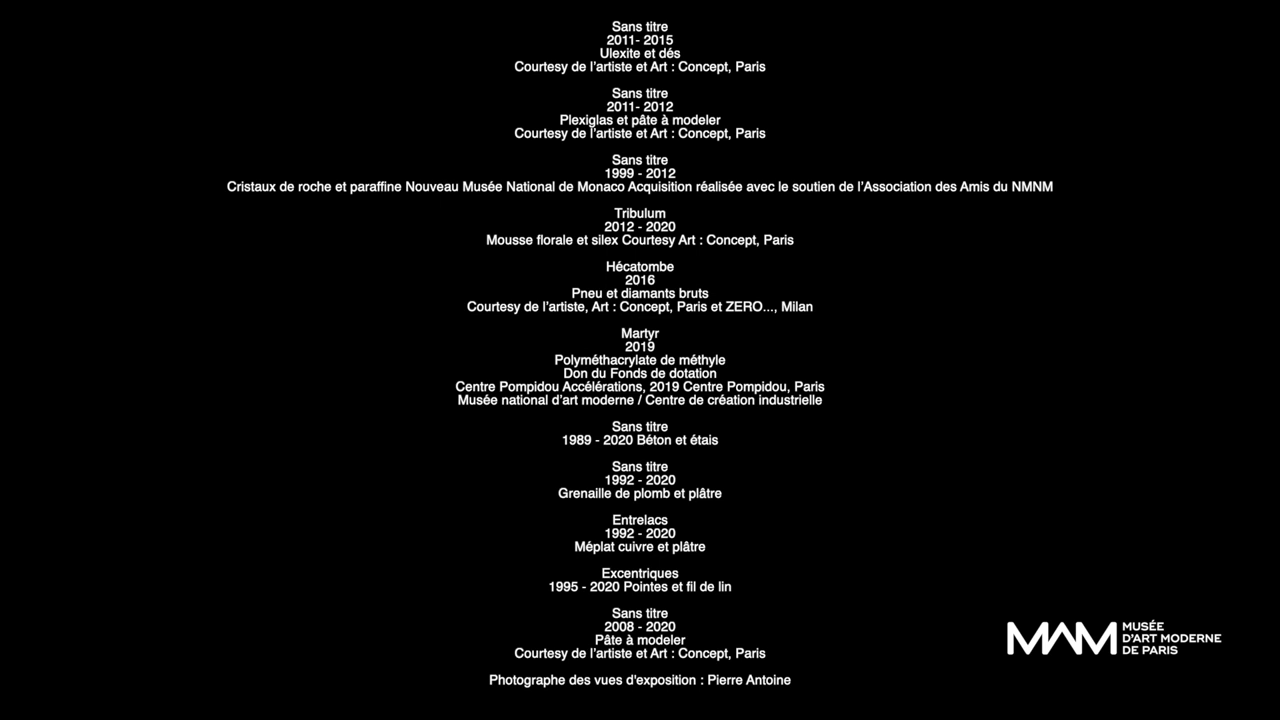 Sans titre
2011- 2015
Ulexite et dés
Courtesy de l’artiste et Art : Concept, Paris
Sans titre
2011- 2012
Plexiglas et pâte à modeler
Courtesy de l’artiste et Art : Concept, Paris
Sans titre
1999 - 2012
Cristaux de roche et paraffine Nouveau Musée National de Monaco Acquisition réalisée avec le soutien de l’Association des Amis du NMNM
Tribulum
2012 - 2020
Mousse florale et silex Courtesy Art : Concept, Paris
Hécatombe
2016
Pneu et diamants bruts
Courtesy de l’artiste, Art : Concept, Paris et ZERO..., Milan
Martyr
2019
Polyméthacrylate de méthyle
Don du Fonds de dotation
Centre Pompidou Accélérations, 2019 Centre Pompidou, Paris
Musée national d’art moderne / Centre de création industrielle
Sans titre
1989 - 2020 Béton et étais
Sans titre
1992 - 2020
Grenaille de plomb et plâtre
Entrelacs
1992 - 2020
Méplat cuivre et plâtre
Excentriques
1995 - 2020 Pointes et fil de lin
Sans titre
2008 - 2020
Pâte à modeler
Courtesy de l’artiste et Art : Concept, Paris
Photographe des vues d'exposition : Pierre Antoine
MAM
MUSÉE
D’ART MODERNE
DE PARIS